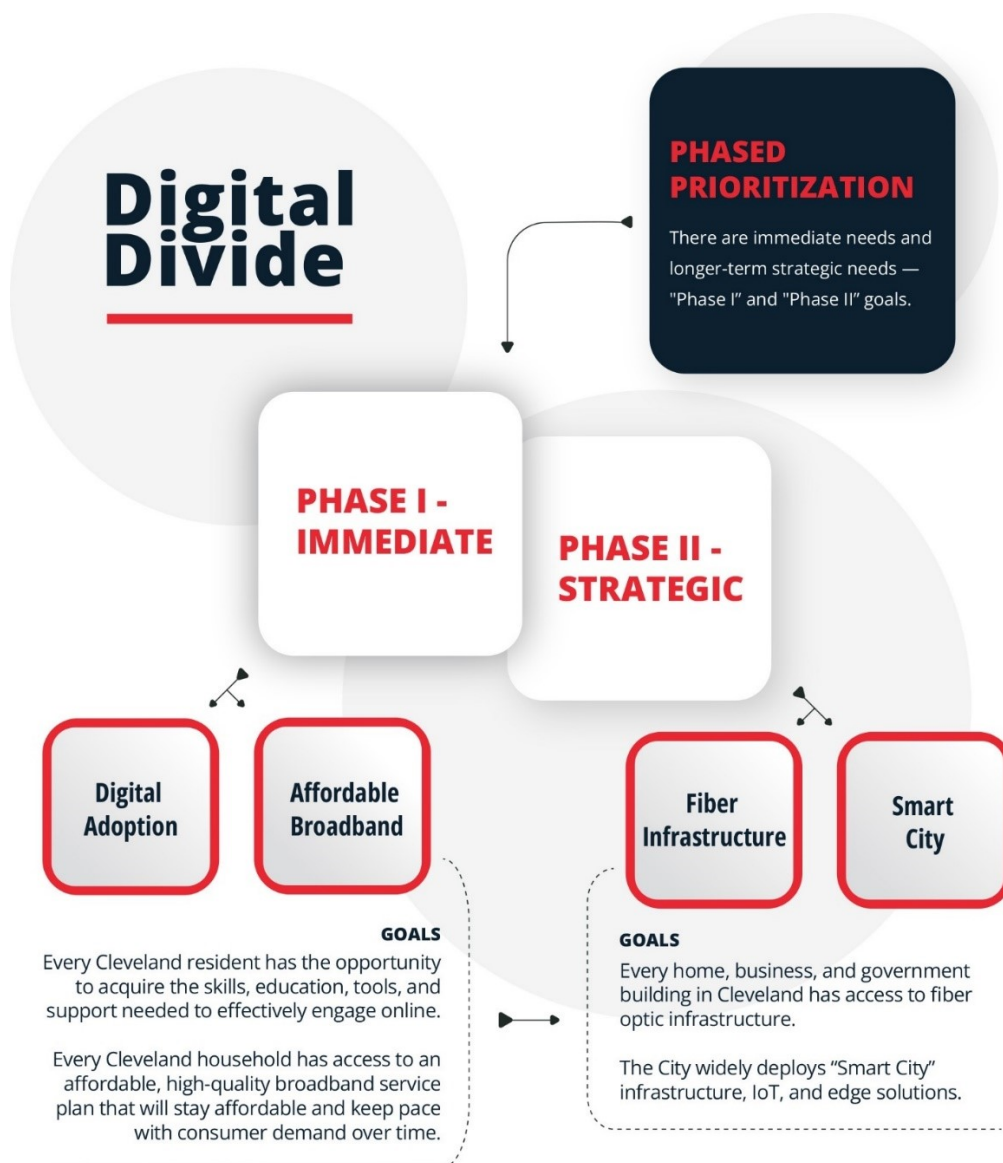 Digital
Divide
PHASED
PRIORITIZATION
There are immediate needs and
longer-term strategic needs —
"Phase I” and "Phase II” goals.
PHASE I -
IMMEDIATE
PHASE II -
STRATEGIC
Digital
Adoption
Affordable
Broadband
Fiber
Infrastructure
Smart
City
GOALS
Every Cleveland resident has the opportunity
to acquire the skills, education, tools, and
support needed to effectively engage online.
Every Cleveland household has access to an
affordable, high-quality broadband service
plan that will stay affordable and keep pace
with consumer demand over time.
GOALS
Every home, business, and government
building in Cleveland has access to fiber
optic infrastructure.
The City widely deploys “Smart City”
infrastructure, IoT, and edge solutions.